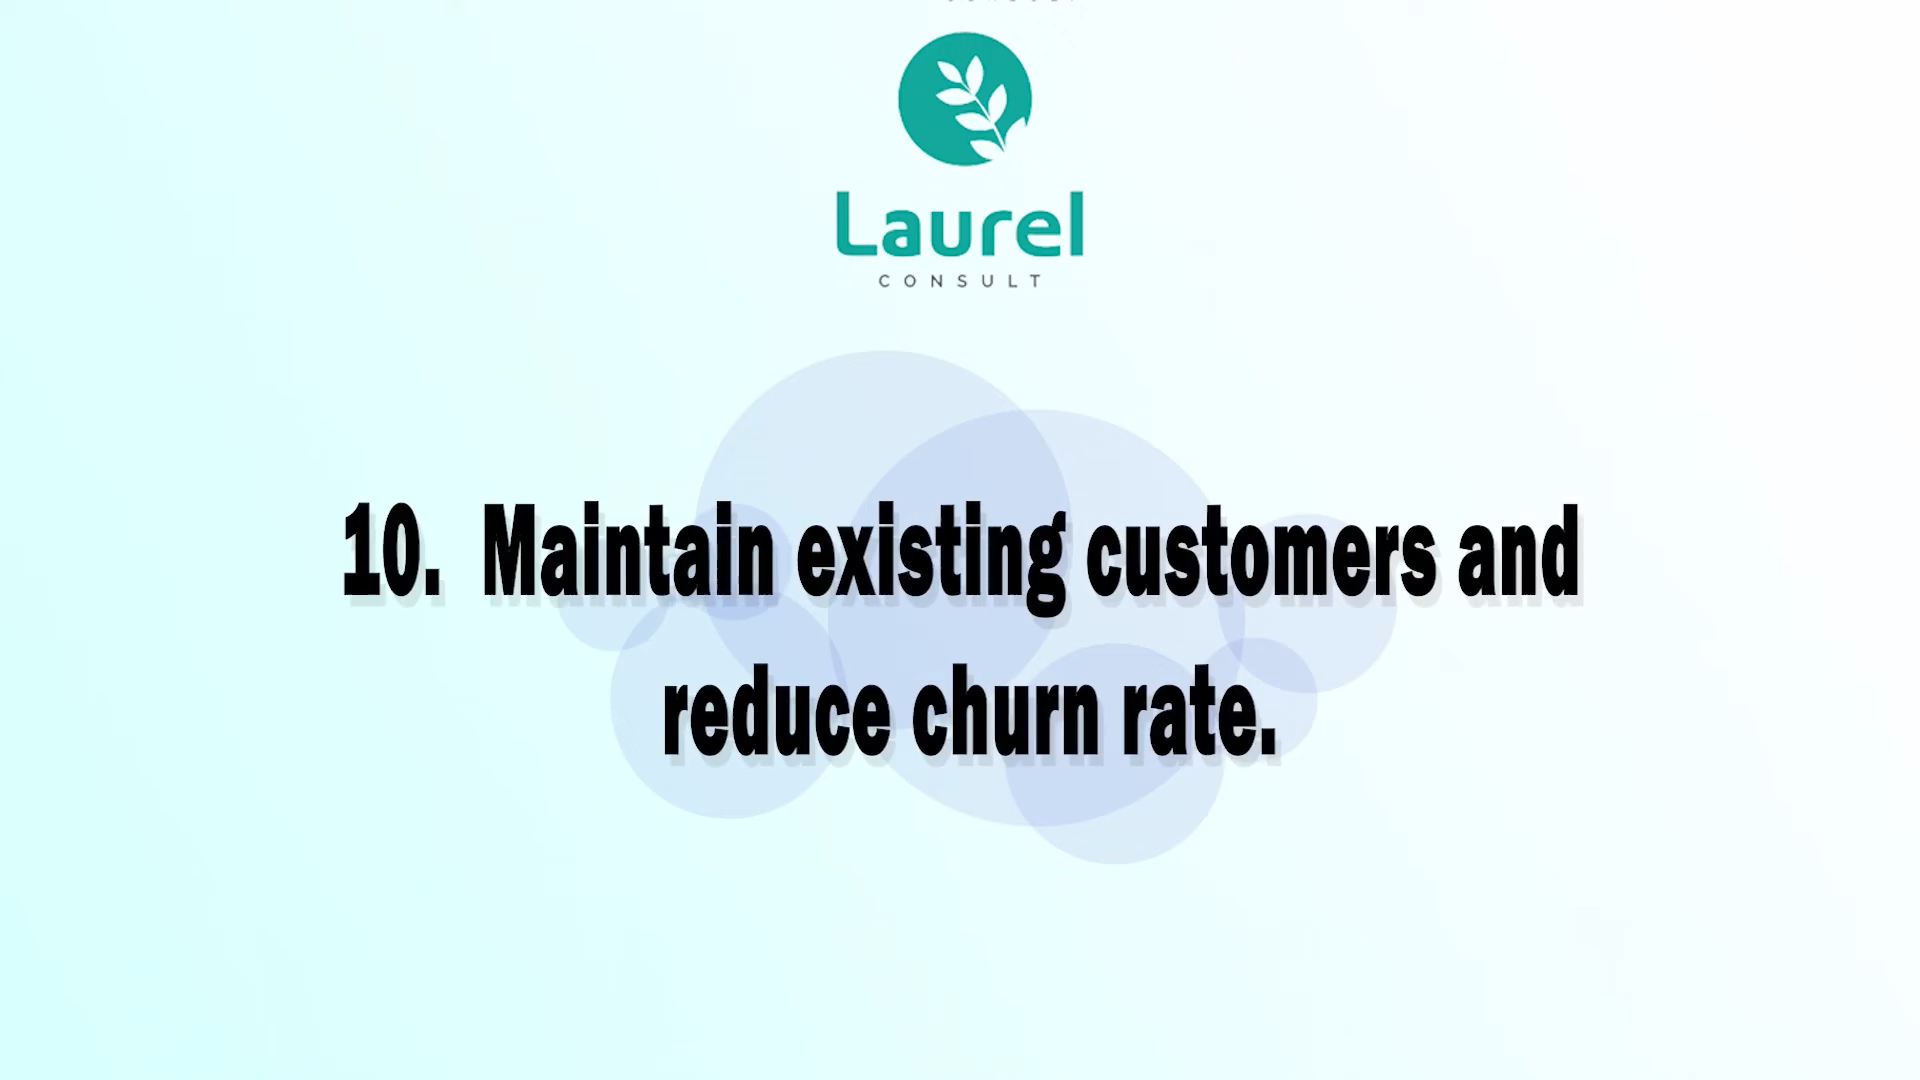 Laurel
CONSULT
10. Maintain existing customers and
reduce churn rate.